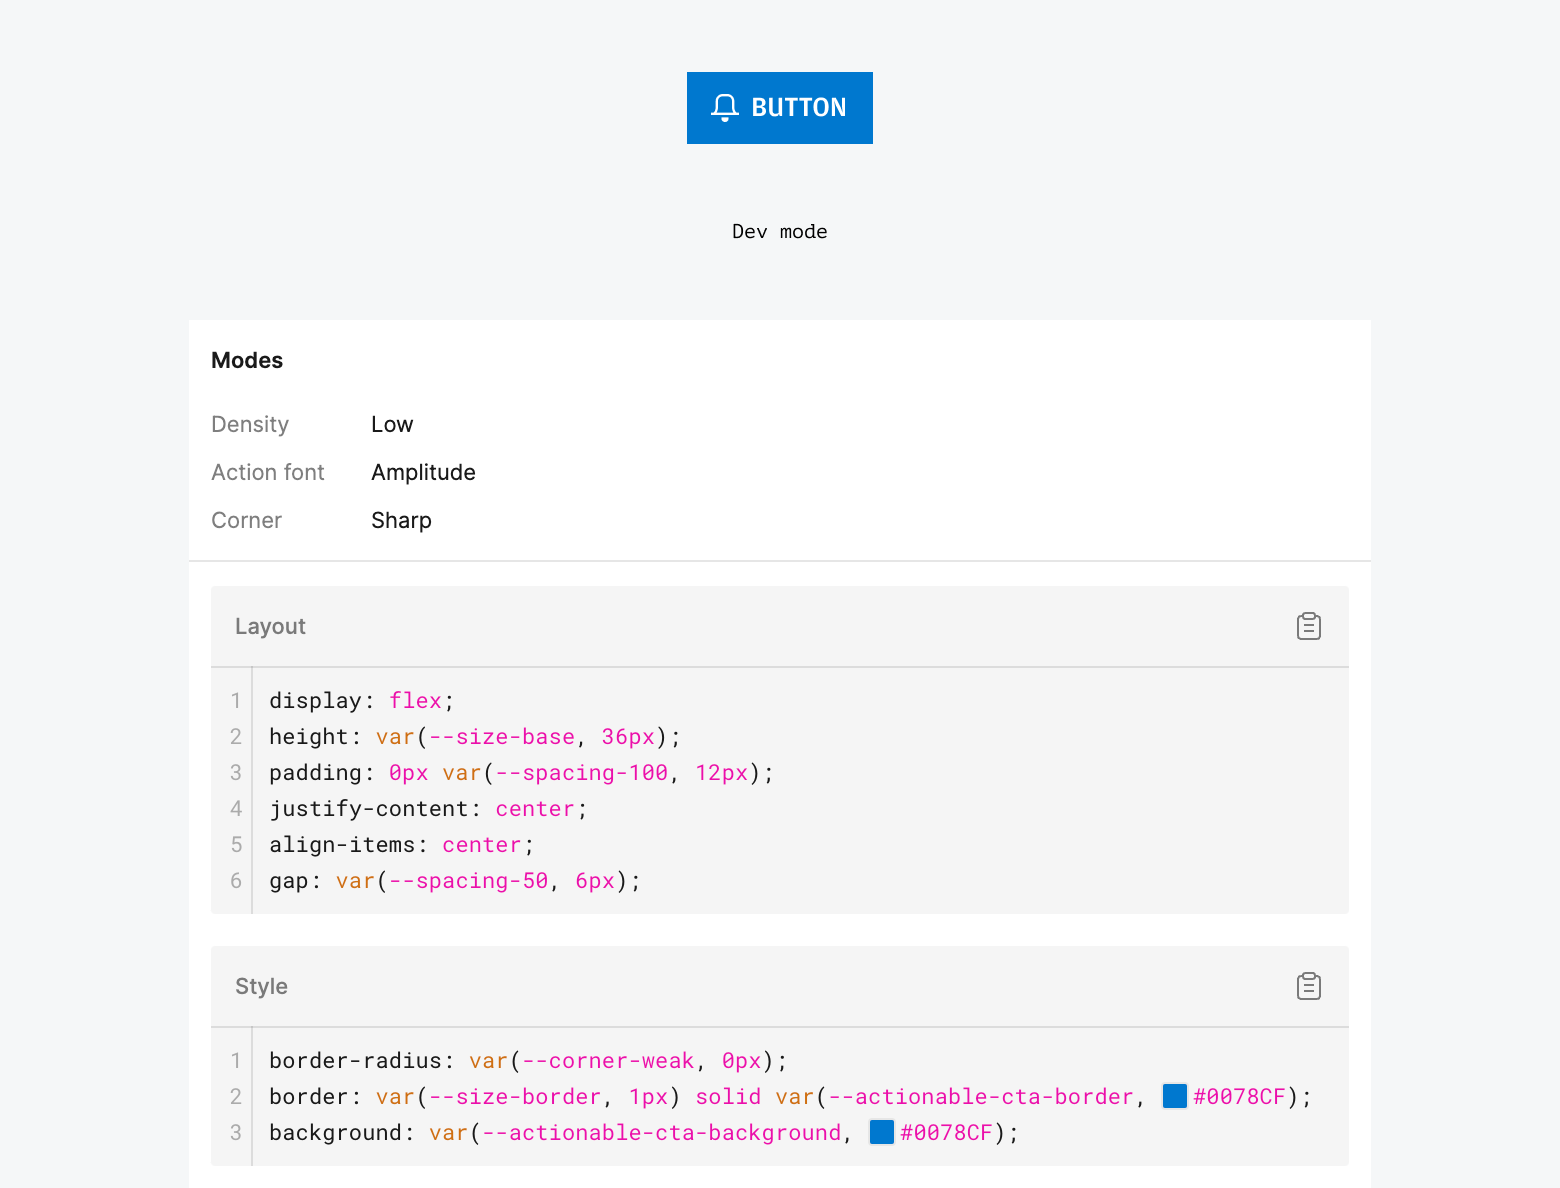 BUTTON
Dev mode
Modes
Density Low
Action font Amplitude
Corner Sharp
Layout
1 display: flex;
2 height: var(--size-base, 36px);
3 padding: 0px var(--spacing-100, 12px);
4 justify-content: center;
5 align-items: center;
6 gap: var(--spacing-50, 6px);
Style
1 border-radius: var(--corner-weak, 0px);
2 border: var(--size-border, 1px) solid var(--actionable-cta-border, #0078CF);
3 background: var(--actionable-cta-background, #0078CF);